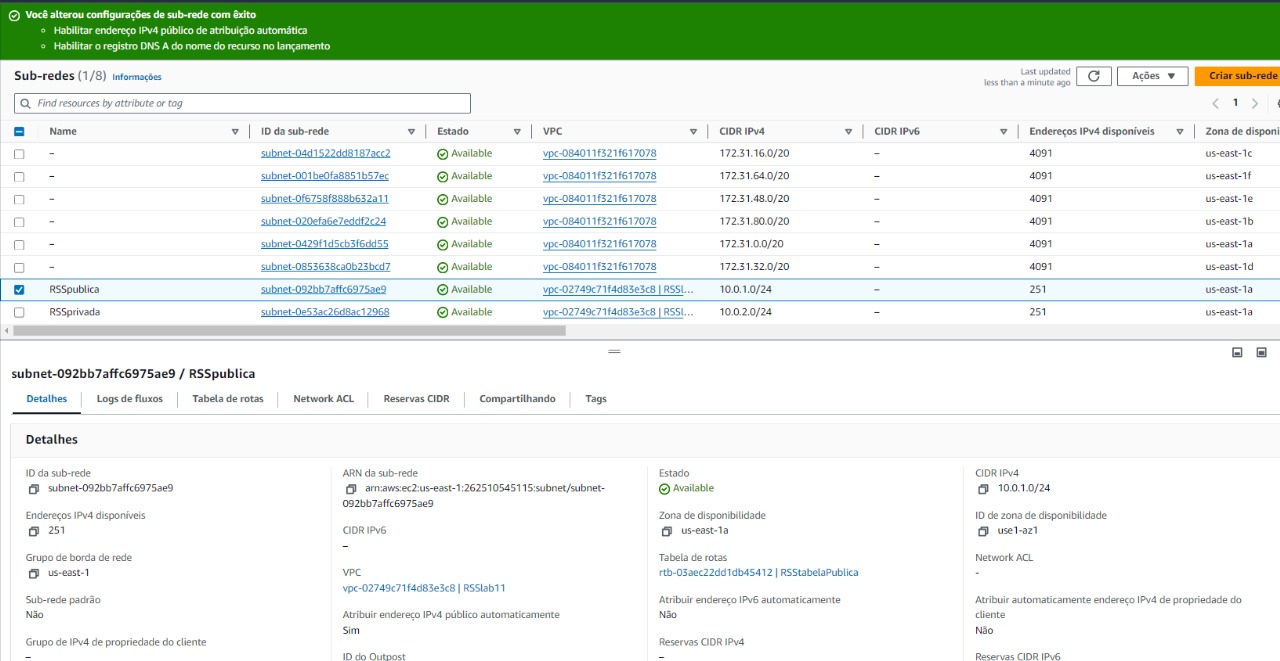 Você alterou configurações de sub-rede com êxito
Habilitar endereço IPv4 público de atribuição automática
Habilitar o registro DNS A do nome do recurso no lançamento
Sub-redes (1/8) Informações
Last updated
less than a minute ago
Ações
Criar sub-rede
Find resources by attribute or tag
1
Name ID da sub-rede Estado VPC CIDR IPv4 CIDR IPv6 Endereços IPv4 disponíveis Zona de disponi
– subnet-04d1522dd8187acc2 Available vpc-084011f321f617078 172.31.16.0/20 – 4091 us-east-1c
– subnet-001be0fa8851b57ec Available vpc-084011f321f617078 172.31.64.0/20 – 4091 us-east-1f
– subnet-0f6758f888b632a11 Available vpc-084011f321f617078 172.31.48.0/20 – 4091 us-east-1e
– subnet-020efa6e7eddf2c24 Available vpc-084011f321f617078 172.31.80.0/20 – 4091 us-east-1b
– subnet-0429f1d5cb3f6dd55 Available vpc-084011f321f617078 172.31.0.0/20 – 4091 us-east-1a
– subnet-0853638ca0b23bcd7 Available vpc-084011f321f617078 172.31.32.0/20 – 4091 us-east-1d
RSSpublica subnet-092bb7affc6975ae9 Available vpc-02749c71f4d83e3c8 | RSSl... 10.0.1.0/24 – 251 us-east-1a
RSSprivada subnet-0e53ac26d8ac12968 Available vpc-02749c71f4d83e3c8 | RSSl... 10.0.2.0/24 – 251 us-east-1a
subnet-092bb7affc6975ae9 / RSSpublica
Detalhes Logs de fluxos Tabela de rotas Network ACL Reservas CIDR Compartilhando Tags
Detalhes
ID da sub-rede
subnet-092bb7affc6975ae9
Endereços IPv4 disponíveis
251
Grupo de borda de rede
us-east-1
Sub-rede padrão
Não
Grupo de IPv4 de propriedade do cliente
–
ARN da sub-rede
arn:aws:ec2:us-east-1:262510545115:subnet/subnet-
092bb7affc6975ae9
CIDR IPv6
–
VPC
vpc-02749c71f4d83e3c8 | RSSlab11
Atribuir endereço IPv4 público automaticamente
Sim
ID do Outpost
Estado
Available
Zona de disponibilidade
us-east-1a
Tabela de rotas
rtb-03aec22dd1db45412 | RSStabelaPublica
Atribuir endereço IPv6 automaticamente
Não
Reservas CIDR IPv4
–
CIDR IPv4
10.0.1.0/24
ID de zona de disponibilidade
use1-az1
Network ACL
-
Atribuir automaticamente endereço IPv4 de propriedade do
cliente
Não
Reservas CIDR IPv6